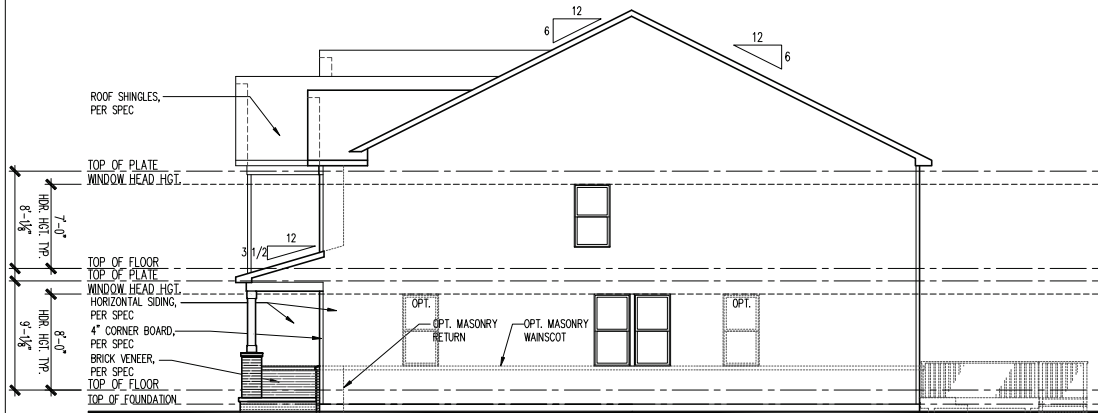 12
6
12
6
ROOF SHINGLES,
PER SPEC
TOP OF PLATE
WINDOW HEAD HGT.
7'-0"
HDR. HGT. TYP.
8'-1 1/8"
12
3 1/2
TOP OF FLOOR
TOP OF PLATE
WINDOW HEAD HGT.
HORIZONTAL SIDING,
PER SPEC
4" CORNER BOARD,
PER SPEC
BRICK VENEER,
PER SPEC
8'-0"
HDR. HGT. TYP.
9'-1 1/8"
OPT.
OPT.
OPT. MASONRY
RETURN
OPT. MASONRY
WAINSCOT
TOP OF FLOOR
TOP OF FOUNDATION